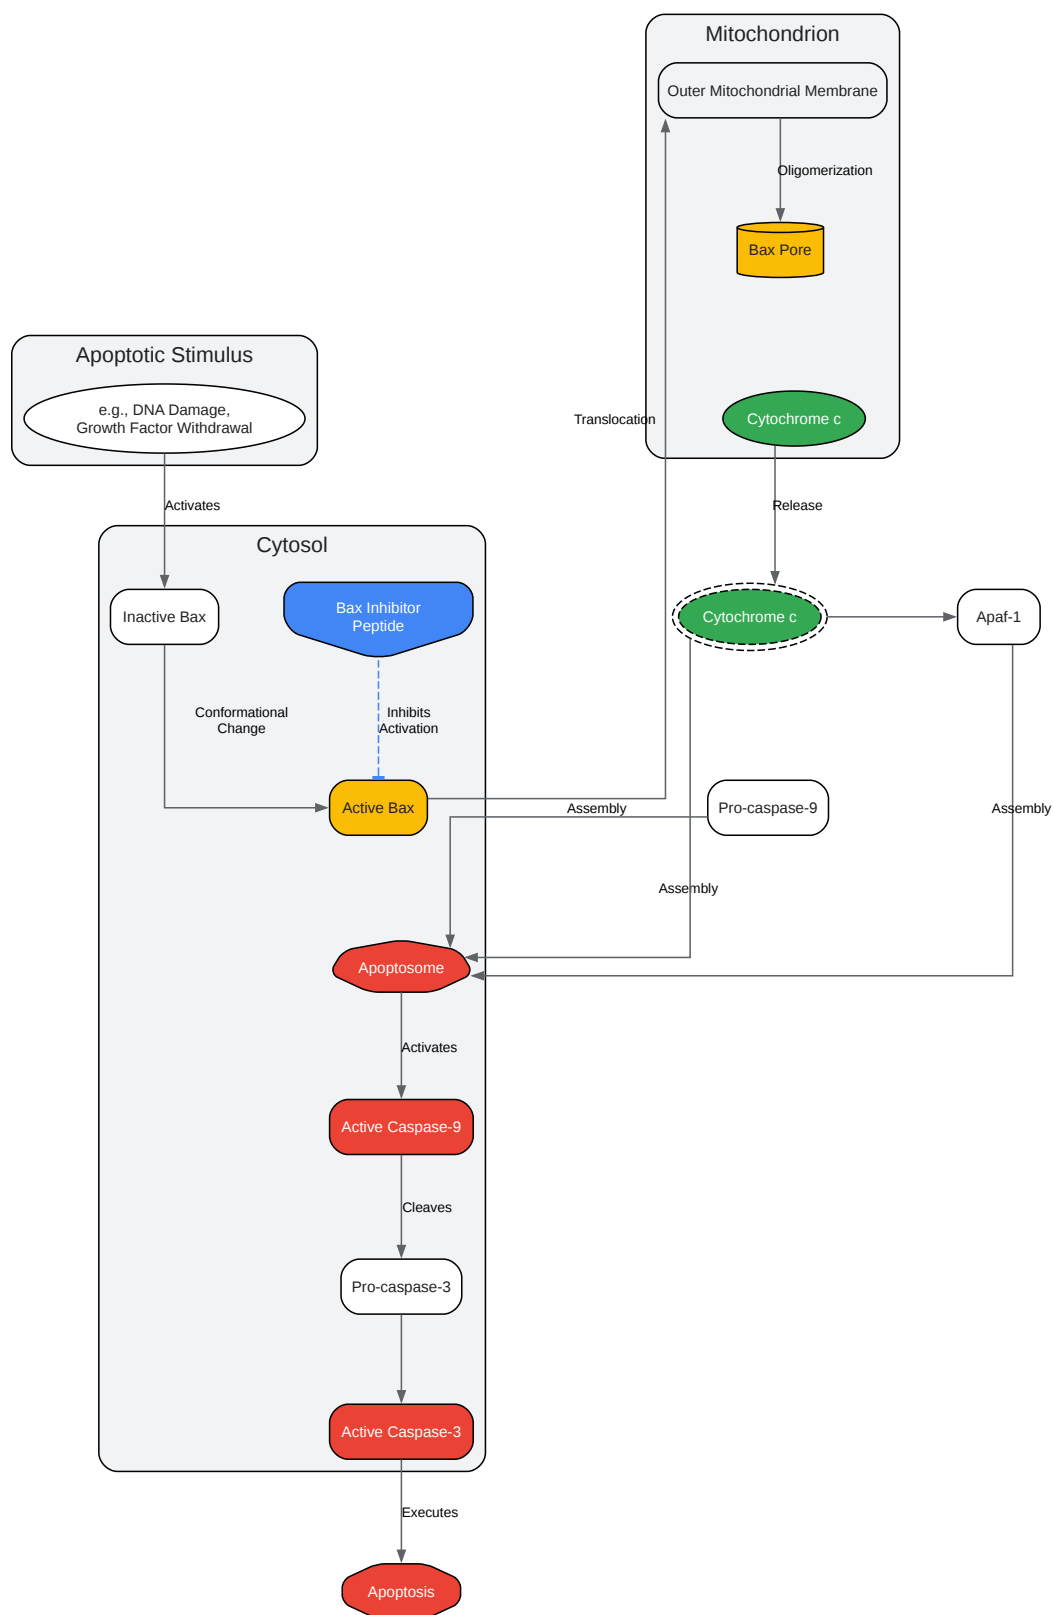 Mitochondrion
Outer Mitochondrial Membrane
Oligomerization
Bax Pore
Apoptotic Stimulus
e.g., DNA Damage,
Growth Factor Withdrawal
Translocation
Cytochrome c
Activates
Release
Cytosol
Inactive Bax
Bax Inhibitor
Peptide
Cytochrome c
Apaf-1
Conformational
Change
Inhibits
Activation
Active Bax
Assembly
Pro-caspase-9
Assembly
Assembly
Apoptosome
Activates
Active Caspase-9
Cleaves
Pro-caspase-3
Active Caspase-3
Executes
Apoptosis